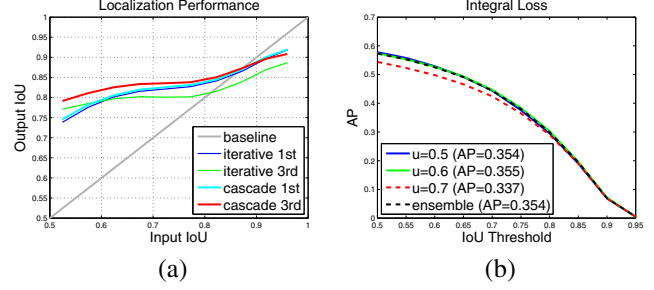 Localization Performance
Output IoU
1
0.95
0.9
0.85
0.8
0.75
0.7
0.65
0.6
0.55
0.5
0.5 0.6 0.7 0.8 0.9 1
Input IoU
baseline
iterative 1st
iterative 3rd
cascade 1st
cascade 3rd
(a)
Integral Loss
AP
0.7
0.6
0.5
0.4
0.3
0.2
0.1
0
0.5 0.55 0.6 0.65 0.7 0.75 0.8 0.85 0.9 0.95
IoU Threshold
u=0.5 (AP=0.354)
u=0.6 (AP=0.355)
u=0.7 (AP=0.337)
ensemble (AP=0.354)
(b)